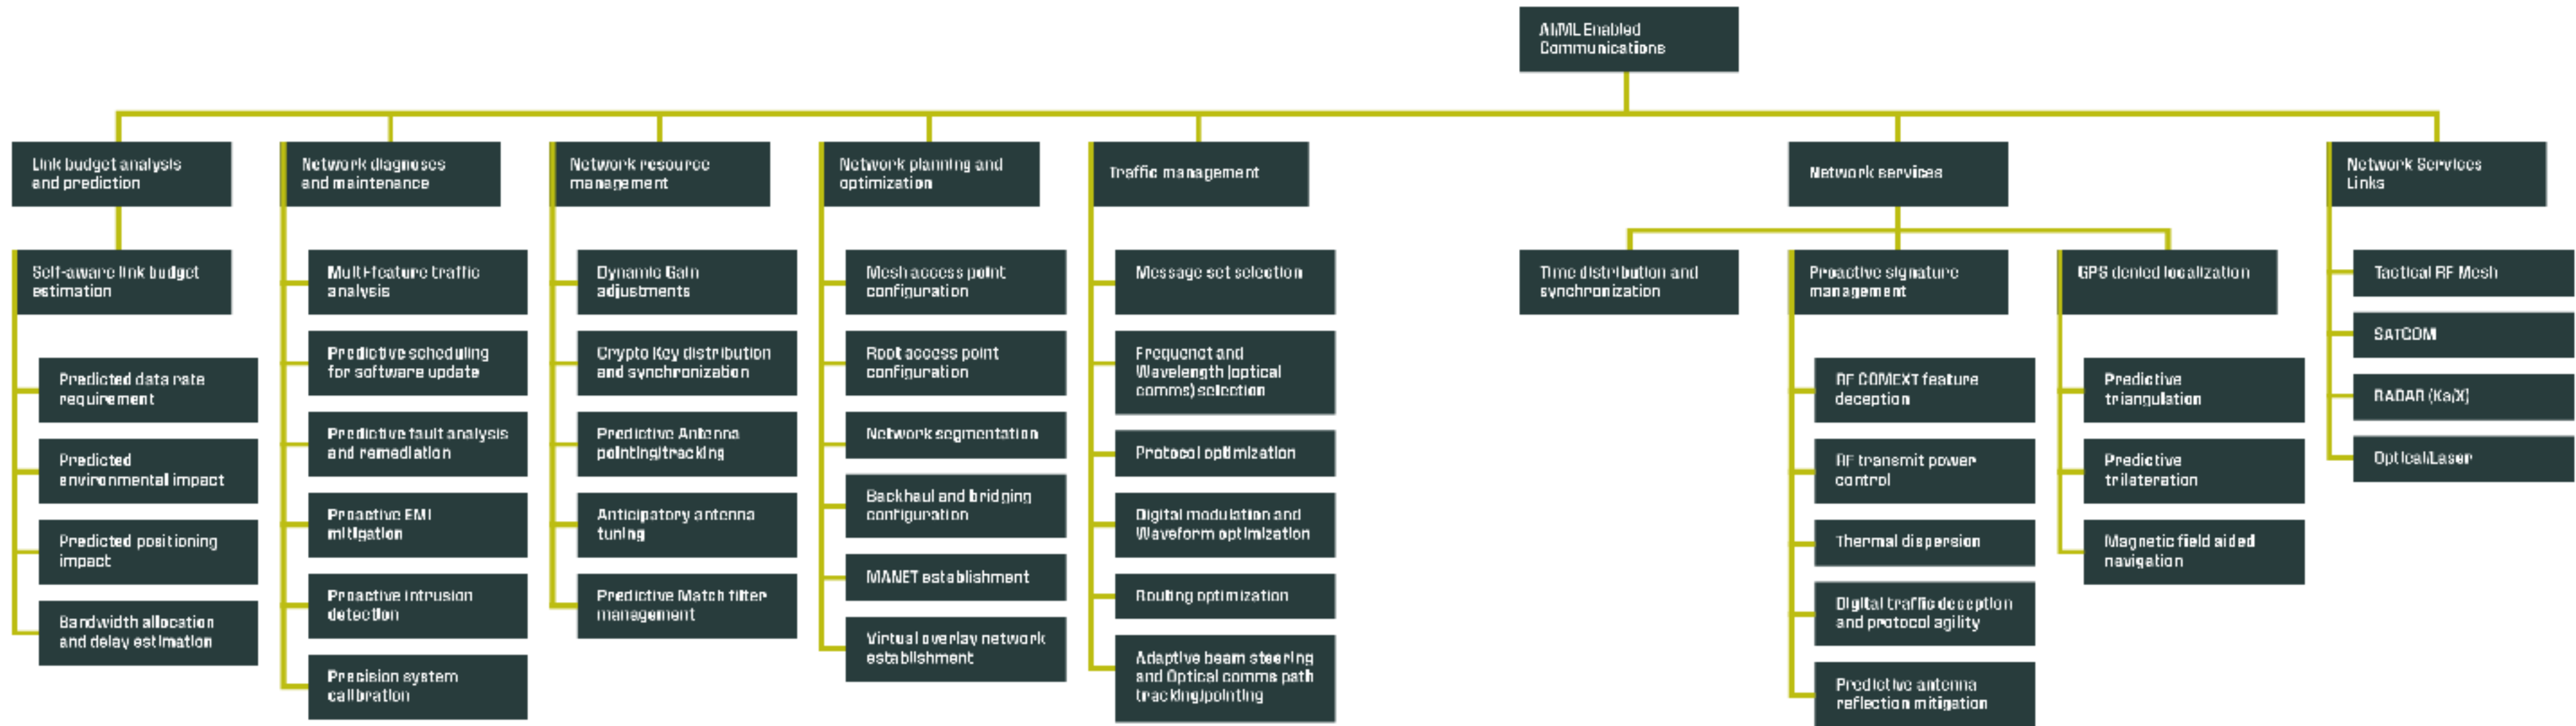 AI/ML Enabled
Communications
Link budget analysis
and prediction
Self-aware link budget
estimation
Predicted data rate
requirement
Predicted
environmental impact
Predicted positioning
impact
Bandwidth allocation
and delay estimation
Network diagnoses
and maintenance
Multi-feature traffic
analysis
Predictive scheduling
for software update
Predictive fault analysis
and remediation
Proactive EMI
mitigation
Proactive intrusion
detection
Precision system
calibration
Network resource
management
Dynamic Gain
adjustments
Crypto Key distribution
and synchronization
Predictive Antenna
pointing/tracking
Anticipatory antenna
tuning
Predictive Match filter
management
Network planning and
optimization
Mesh access point
configuration
Root access point
configuration
Network segmentation
Backhaul and bridging
configuration
MANET establishment
Virtual overlay network
establishment
Traffic management
Message set selection
Frequenct and
Wavelength (optical
comms) selection
Protocol optimization
Digital modulation and
Waveform optimization
Routing optimization
Adaptive beam steering
and Optical comms path
tracking/pointing
Network services
Time distribution and
synchronization
Proactive signature
management
RF COMEXT feature
deception
RF transmit power
control
Thermal dispersion
Digital traffic deception
and protocol agility
Predictive antenna
reflection mitigation
GPS denied localization
Predictive
triangulation
Predictive
trilateration
Magnetic field aided
navigation
Network Services
Links
Tactical RF Mesh
SATCOM
RADAR (Ka/X)
Optical/Laser